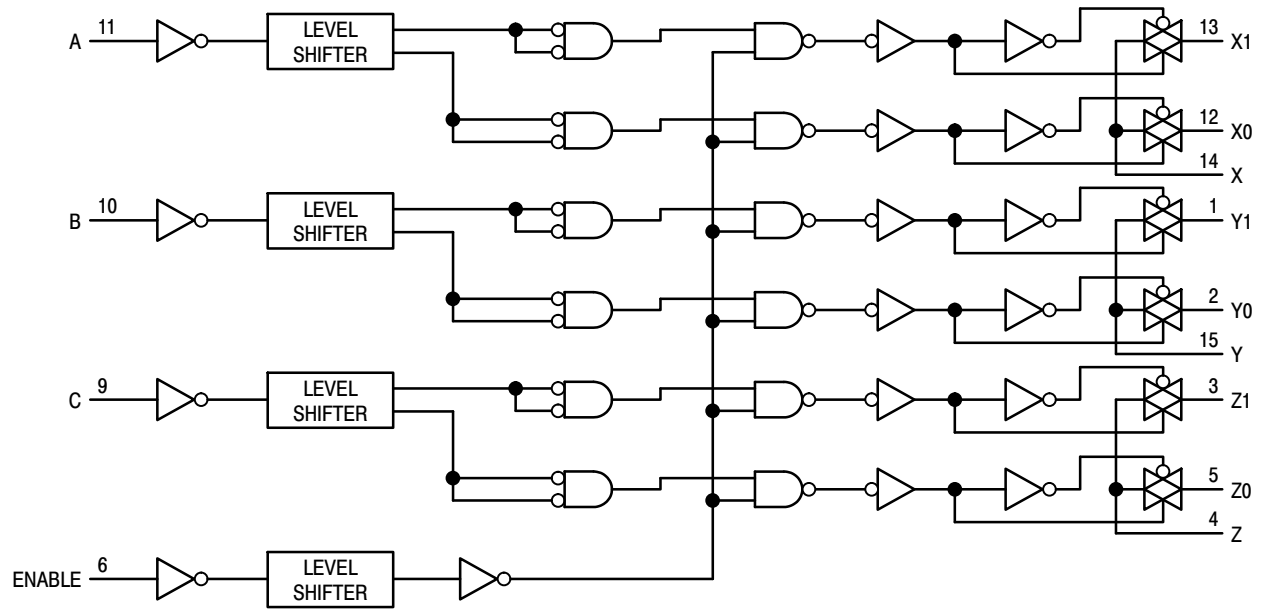 A 11
LEVEL
SHIFTER
13 X1
12 X0
14 X
B 10
LEVEL
SHIFTER
1 Y1
2 Y0
15 Y
C 9
LEVEL
SHIFTER
3 Z1
5 Z0
4 Z
ENABLE 6
LEVEL
SHIFTER